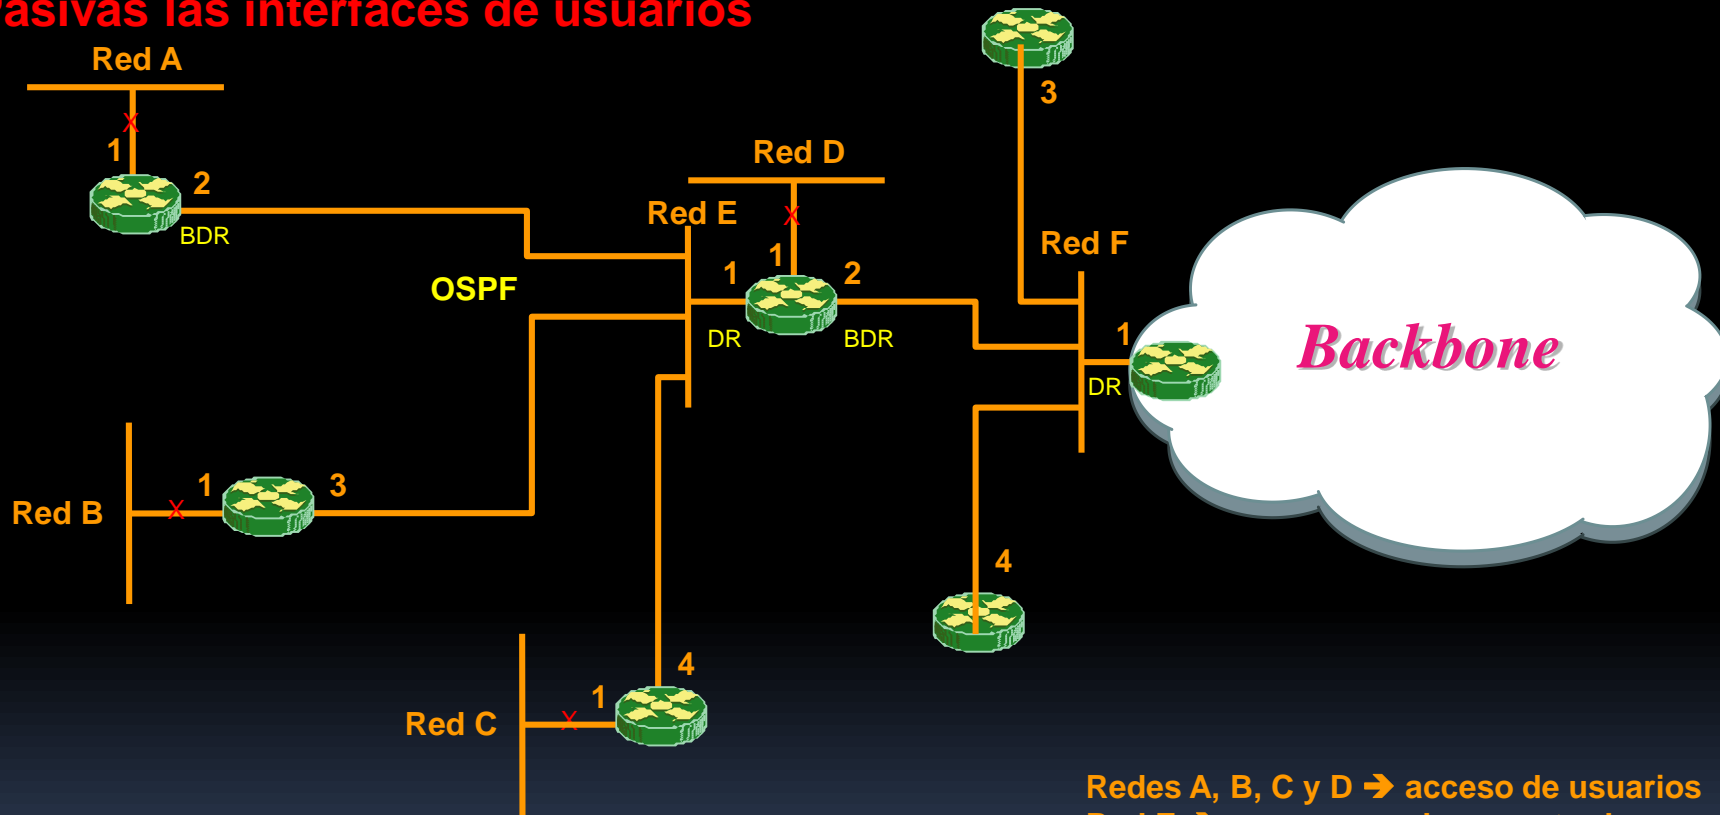 asivas las interfaces de usuarios
Red A
X
1
2
BDR
OSPF
Red E
Red D
X
1
1
2
DR
BDR
3
Red F
1
DR
Backbone
Red B
X
1
3
4
Red C
X
1
4
Redes A, B, C y D ➔ acceso de usuarios